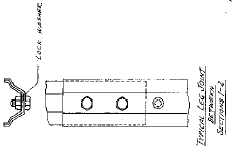 LOCK WASHER
TYPICAL LEG JOINT
BETWEEN
SECTIONS 1-2